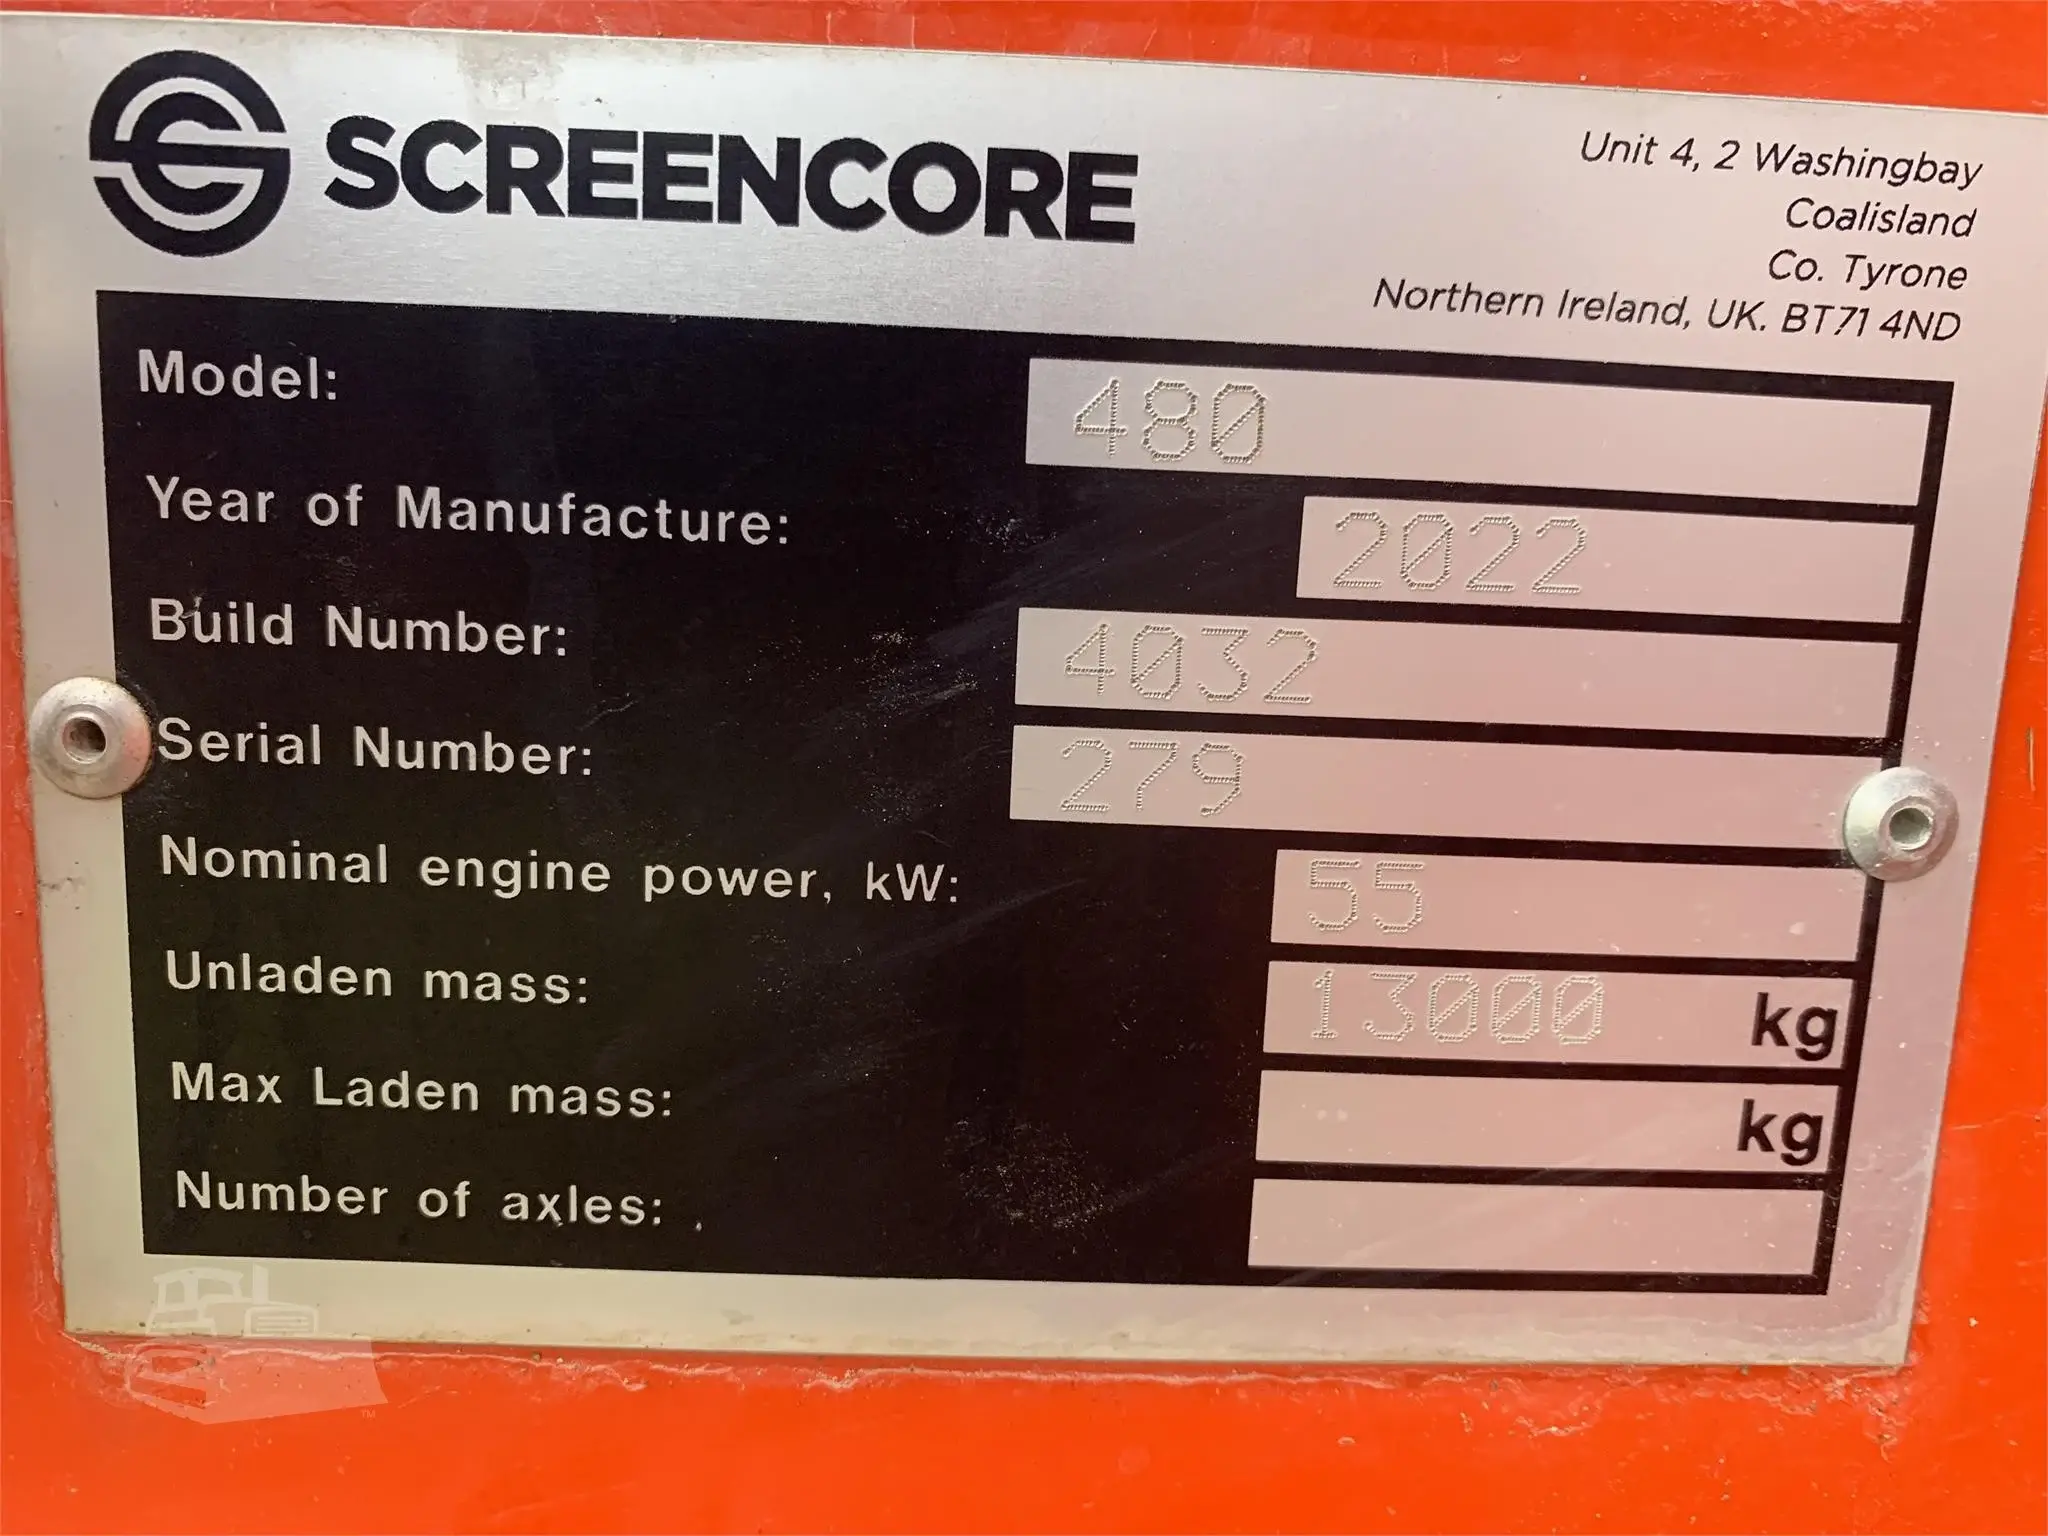 SCREENCORE
Unit 4, 2 Washingbay
Coalisland
Co. Tyrone
Northern Ireland, UK. BT71 4ND
Model: 480
Year of Manufacture: 2022
Build Number: 4032
Serial Number: 279
Nominal engine power, kW: 55
Unladen mass: 13000 kg
Max Laden mass: kg
Number of axles:
TM